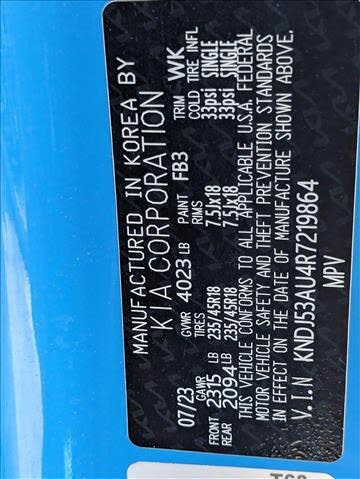 MANUFACTURED IN KOREA BY
KIA CORPORATION
07/23 GVWR 4023 LB PAINT FB3 TRIM WK
GAWR TIRES RIMS COLD TIRE INFL
FRONT 2315 LB 235/45R18 7.5Jx18 33psi SINGLE
REAR 2094 LB 235/45R18 7.5Jx18 33psi SINGLE
THIS VEHICLE CONFORMS TO ALL APPLICABLE U.S.A. FEDERAL
MOTOR VEHICLE SAFETY AND THEFT PREVENTION STANDARDS
IN EFFECT ON THE DATE OF MANUFACTURE SHOWN ABOVE.
V.I.N KNDJ53AU4R7219864
MPV